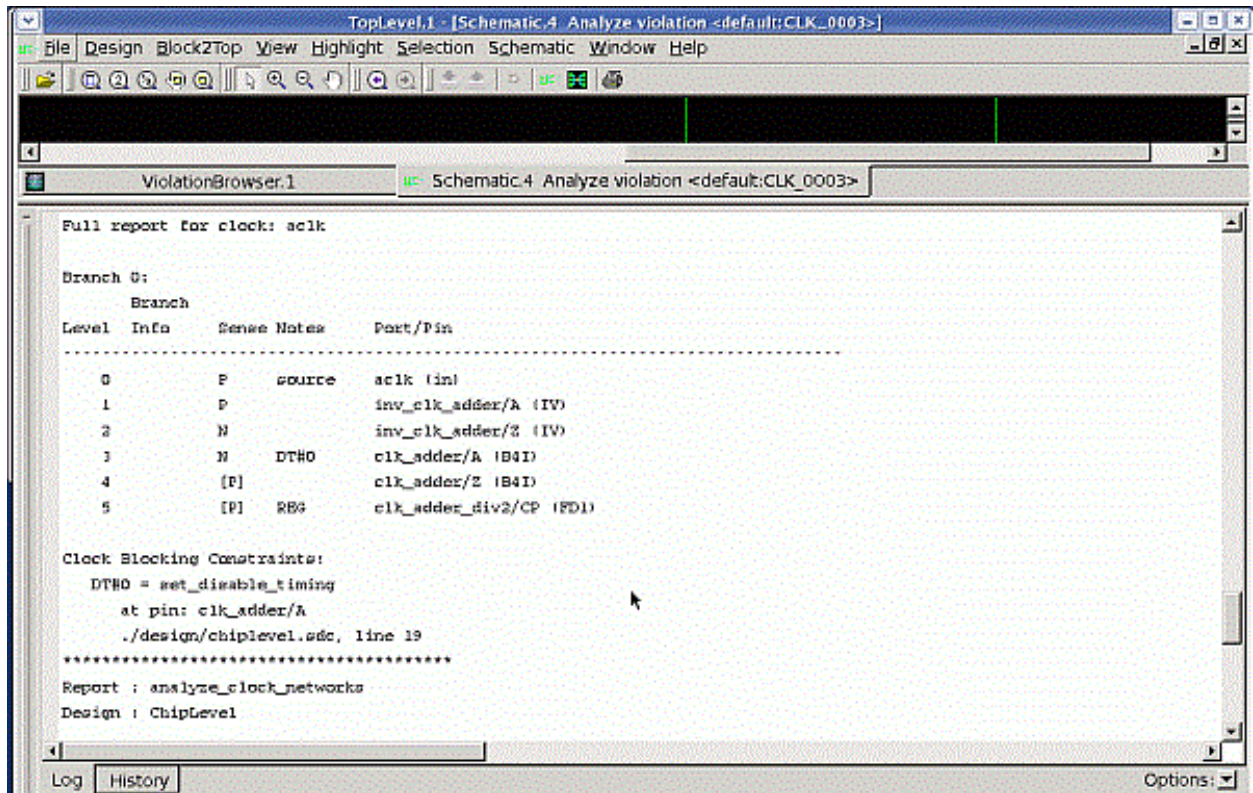 TopLevel.1 - [Schematic.4 Analyze violation <default:CLK_0003>]
File Design Block2Top View Highlight Selection Schematic Window Help
ViolationBrowser.1 Schematic.4 Analyze violation <default:CLK_0003>
Full report for clock: aclk
Branch 0:
Branch
Level Info Sense Notes Port/Pin
--------------------------------------------------------------------------------
0 P source aclk (in)
1 P inv_clk_adder/A (IV)
2 N inv_clk_adder/Z (IV)
3 N DT#0 clk_adder/A (B4I)
4 [P] clk_adder/Z (B4I)
5 [P] REG clk_adder_div2/CP (FD1)
Clock Blocking Constraints:
DT#0 = set_disable_timing
at pin: clk_adder/A
./design/chiplevel.sdc, line 19
****************************************
Report : analyze_clock_networks
Design : ChipLevel
Log History Options: